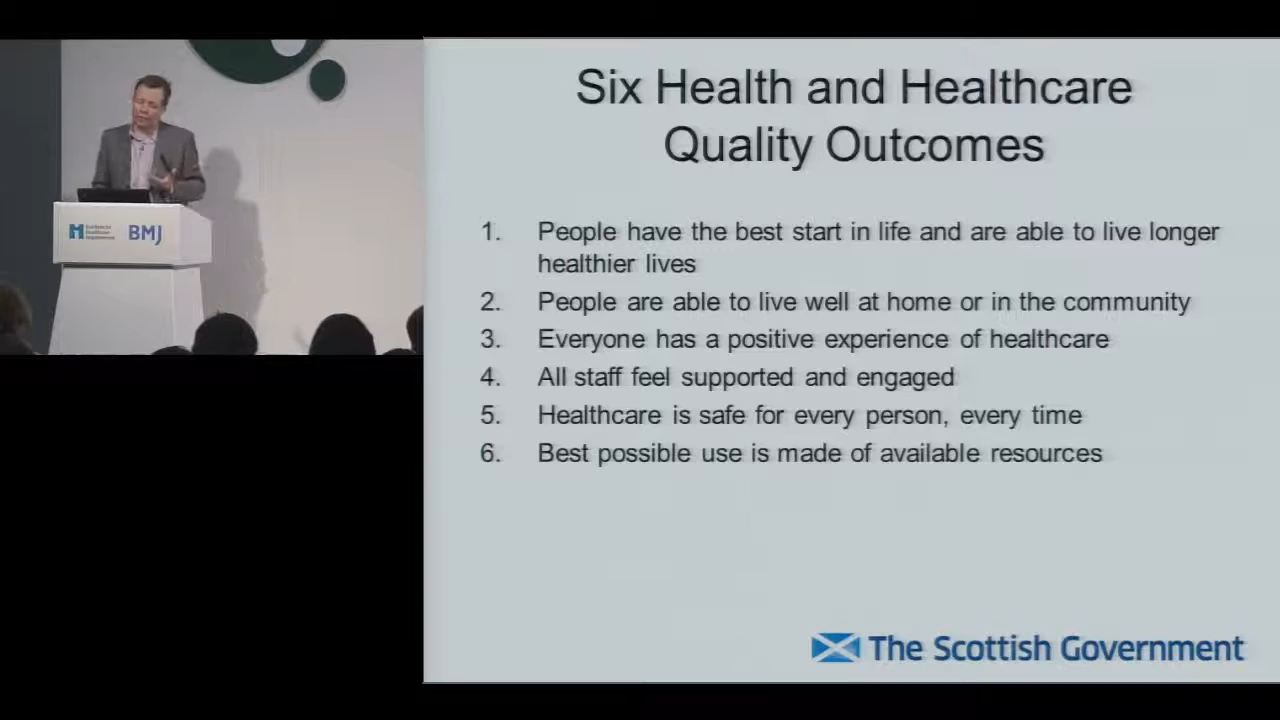 Six Health and Healthcare
Quality Outcomes
1. People have the best start in life and are able to live longer
healthier lives
2. People are able to live well at home or in the community
3. Everyone has a positive experience of healthcare
4. All staff feel supported and engaged
5. Healthcare is safe for every person, every time
6. Best possible use is made of available resources
The Scottish Government
BMJ